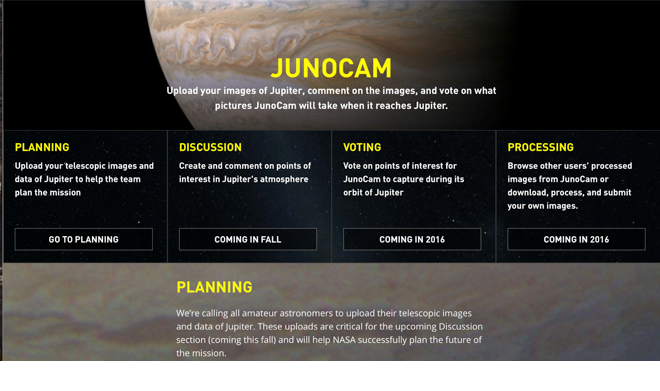 JUNOCAM
Upload your images of Jupiter, comment on the images, and vote on what
pictures JunoCam will take when it reaches Jupiter.
PLANNING
Upload your telescopic images and
data of Jupiter to help the team
plan the mission
GO TO PLANNING
DISCUSSION
Create and comment on points of
interest in Jupiter's atmosphere
COMING IN FALL
VOTING
Vote on points of interest for
JunoCam to capture during its
orbit of Jupiter
COMING IN 2016
PROCESSING
Browse other users' processed
images from JunoCam or
download, process, and submit
your own images.
COMING IN 2016
PLANNING
We're calling all amateur astronomers to upload their telescopic images
and data of Jupiter. These uploads are critical for the upcoming Discussion
section (coming this fall) and will help NASA successfully plan the future of
the mission.